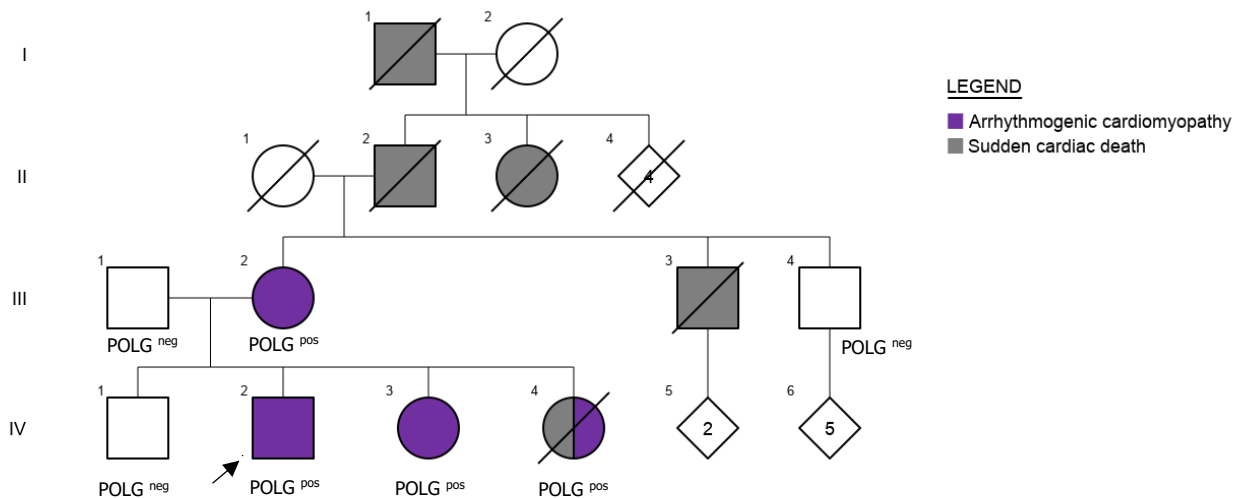 1 2
I
LEGEND
Arrhythmogenic cardiomyopathy
Sudden cardiac death
1 2 3 4
II
4
1 2 3 4
III
POLG neg POLG pos POLG neg
1 2 3 4 5 6
IV
2 5
POLG neg POLG pos POLG pos POLG pos